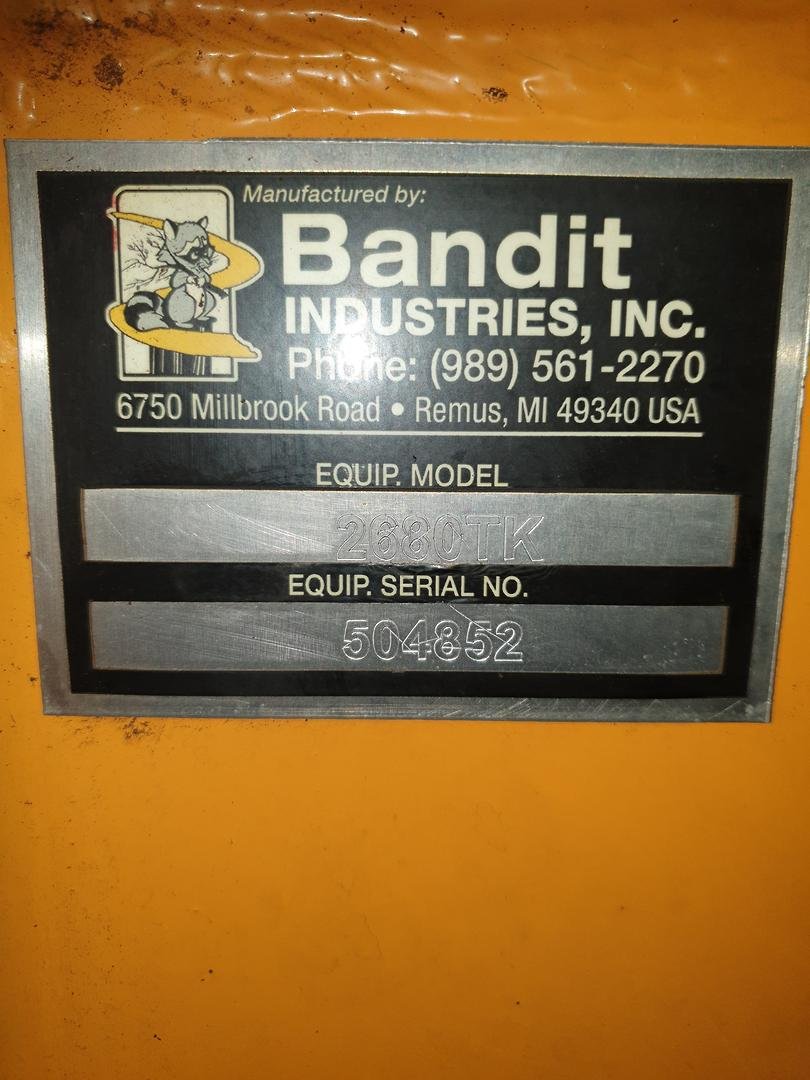 Manufactured by:
Bandit
INDUSTRIES, INC.
Phone: (989) 561-2270
6750 Millbrook Road • Remus, MI 49340 USA
EQUIP. MODEL
2680TK
EQUIP. SERIAL NO.
504852